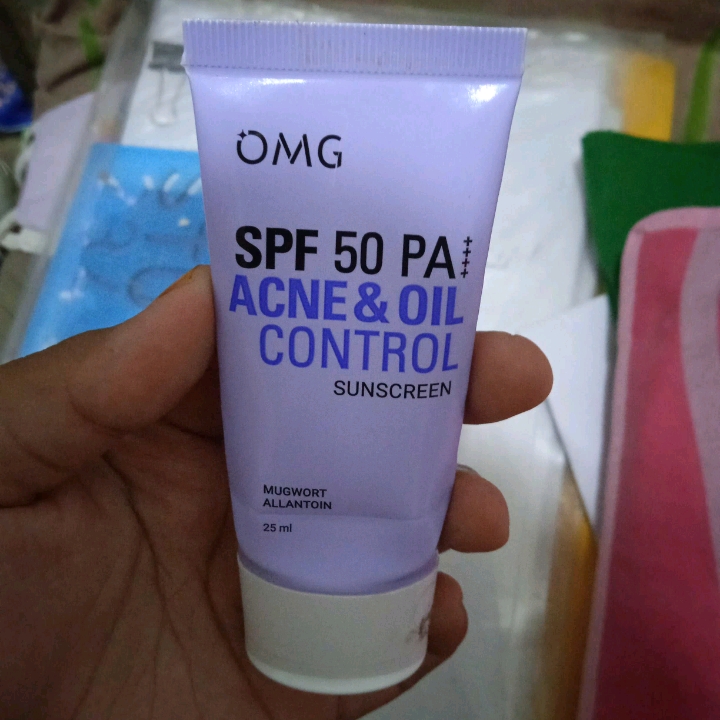 OMG
SPF 50 PA++++
ACNE & OIL
CONTROL
SUNSCREEN
MUGWORT
ALLANTOIN
25 ml